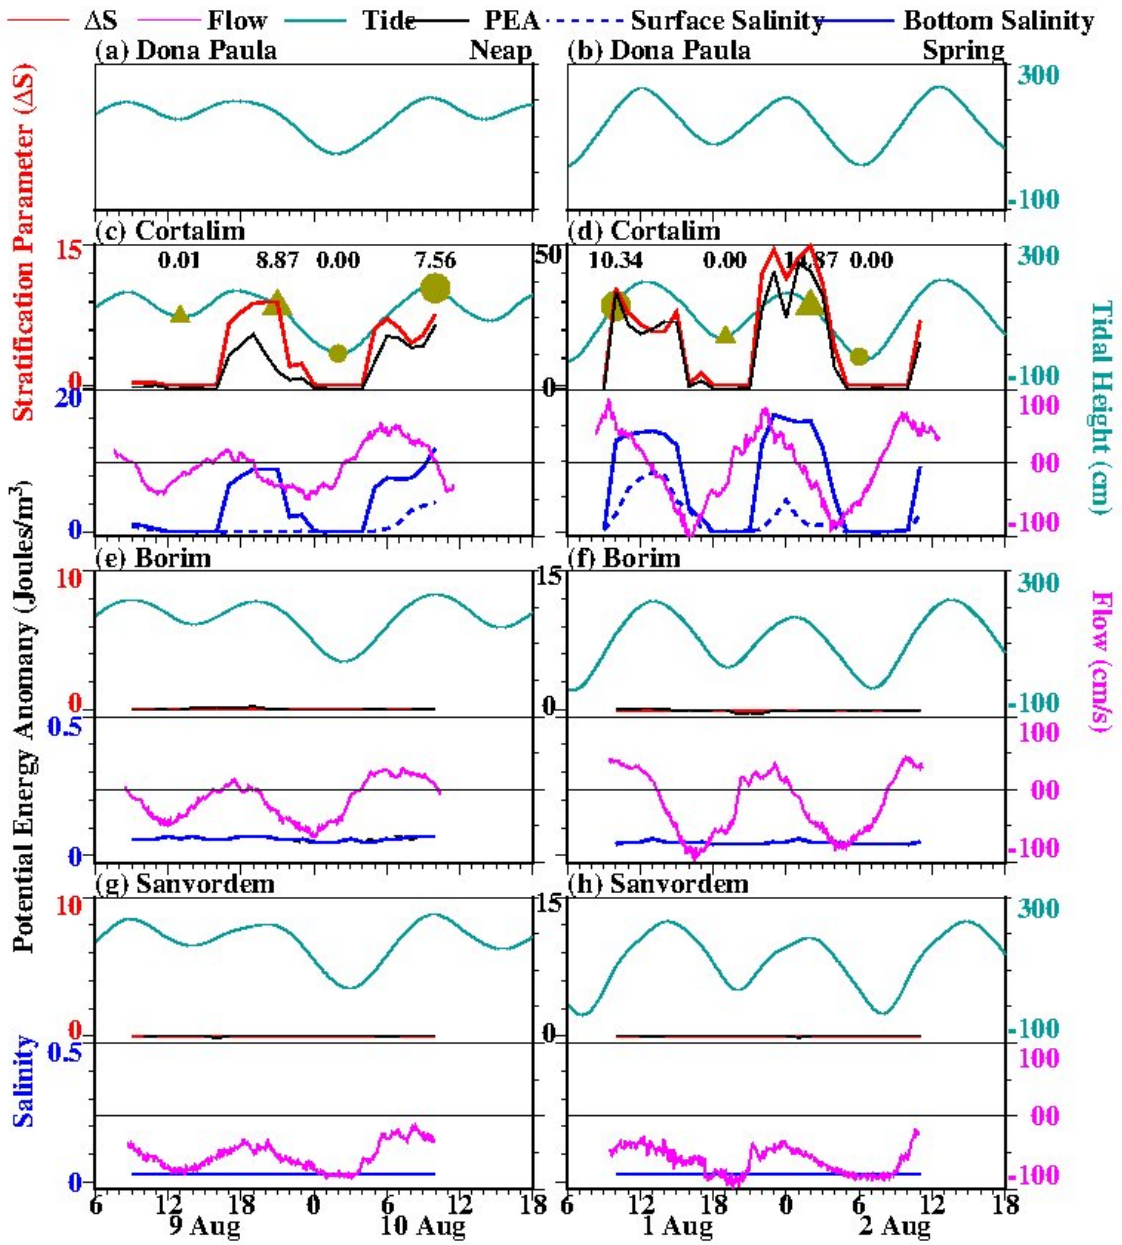 ΔS Flow Tide PEA Surface Salinity Bottom Salinity
(a) Dona Paula Neap (b) Dona Paula Spring
300
-100
Stratification Parameter (ΔS)
Potential Energy Anomany (Joules/m³)
Salinity
Tidal Height (cm)
Flow (cm/s)
(c) Cortalim (d) Cortalim
15 50 300
0.01 8.87 0.00 7.56 10.34 0.00 0.00
0 0 -100
20 100
00
0 -100
(e) Borim (f) Borim
10 15 300
0 0 -100
0.5 100
00
0 -100
(g) Sanvordem (h) Sanvordem
10 15 300
0 0 -100
0.5 100
00
0 -100
6 12 18 0 6 12 18 6 12 18 0 6 12 18
9 Aug 10 Aug 1 Aug 2 Aug